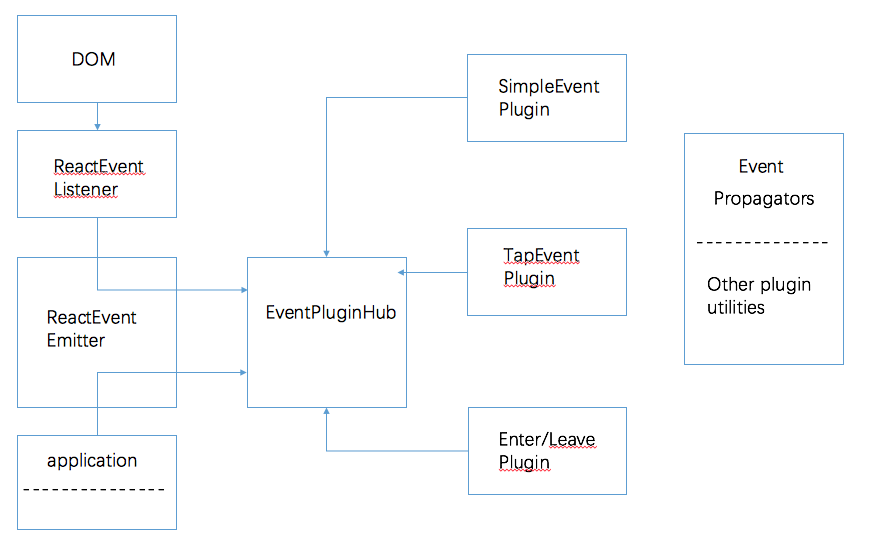 DOM
ReactEvent
Listener
ReactEvent
Emitter
application
EventPluginHub
SimpleEvent
Plugin
TapEvent
Plugin
Enter/Leave
Plugin
Event
Propagators
Other plugin
utilities